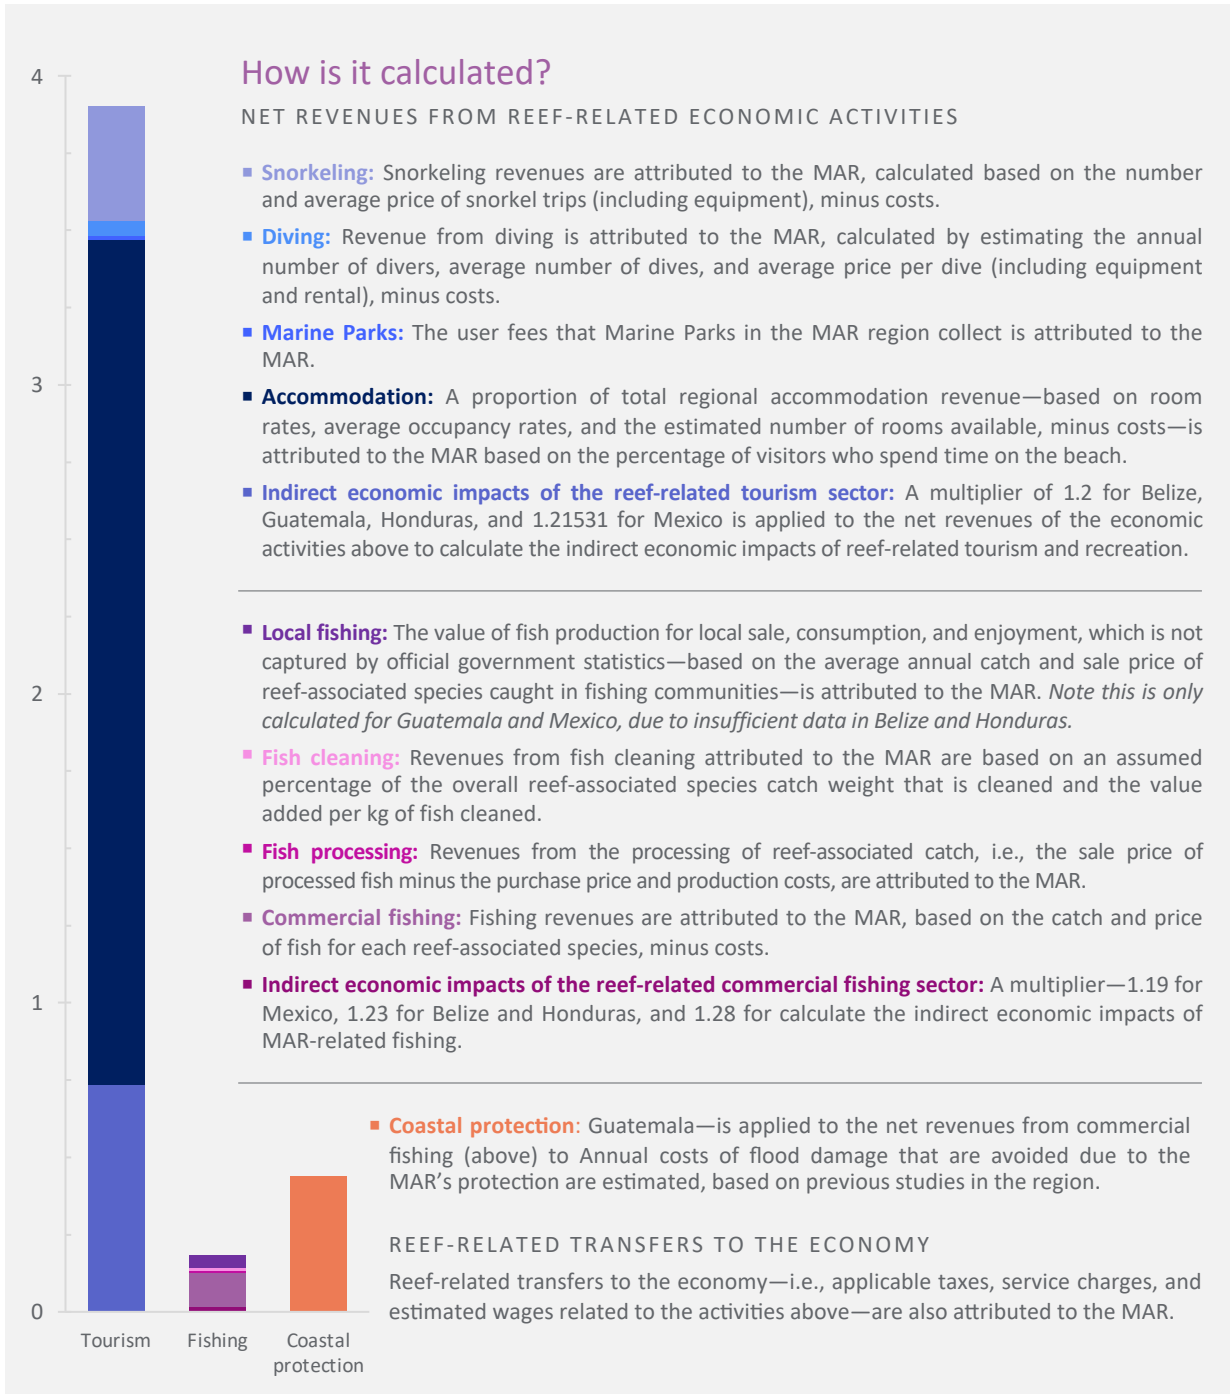 How is it calculated?
NET REVENUES FROM REEF-RELATED ECONOMIC ACTIVITIES
▪ Snorkeling: Snorkeling revenues are attributed to the MAR, calculated based on the number
and average price of snorkel trips (including equipment), minus costs.
▪ Diving: Revenue from diving is attributed to the MAR, calculated by estimating the annual
number of divers, average number of dives, and average price per dive (including equipment
and rental), minus costs.
▪ Marine Parks: The user fees that Marine Parks in the MAR region collect is attributed to the
MAR.
▪ Accommodation: A proportion of total regional accommodation revenue—based on room
rates, average occupancy rates, and the estimated number of rooms available, minus costs—is
attributed to the MAR based on the percentage of visitors who spend time on the beach.
▪ Indirect economic impacts of the reef-related tourism sector: A multiplier of 1.2 for Belize,
Guatemala, Honduras, and 1.21531 for Mexico is applied to the net revenues of the economic
activities above to calculate the indirect economic impacts of reef-related tourism and recreation.
▪ Local fishing: The value of fish production for local sale, consumption, and enjoyment, which is not
captured by official government statistics—based on the average annual catch and sale price of
reef-associated species caught in fishing communities—is attributed to the MAR. Note this is only
calculated for Guatemala and Mexico, due to insufficient data in Belize and Honduras.
▪ Fish cleaning: Revenues from fish cleaning attributed to the MAR are based on an assumed
percentage of the overall reef-associated species catch weight that is cleaned and the value
added per kg of fish cleaned.
▪ Fish processing: Revenues from the processing of reef-associated catch, i.e., the sale price of
processed fish minus the purchase price and production costs, are attributed to the MAR.
▪ Commercial fishing: Fishing revenues are attributed to the MAR, based on the catch and price
of fish for each reef-associated species, minus costs.
▪ Indirect economic impacts of the reef-related commercial fishing sector: A multiplier—1.19 for
Mexico, 1.23 for Belize and Honduras, and 1.28 for calculate the indirect economic impacts of
MAR-related fishing.
▪ Coastal protection: Guatemala—is applied to the net revenues from commercial
fishing (above) to Annual costs of flood damage that are avoided due to the
MAR's protection are estimated, based on previous studies in the region.
REEF-RELATED TRANSFERS TO THE ECONOMY
Reef-related transfers to the economy—i.e., applicable taxes, service charges, and
estimated wages related to the activities above—are also attributed to the MAR.
4
3
2
1
0
Tourism
Fishing
Coastal
protection